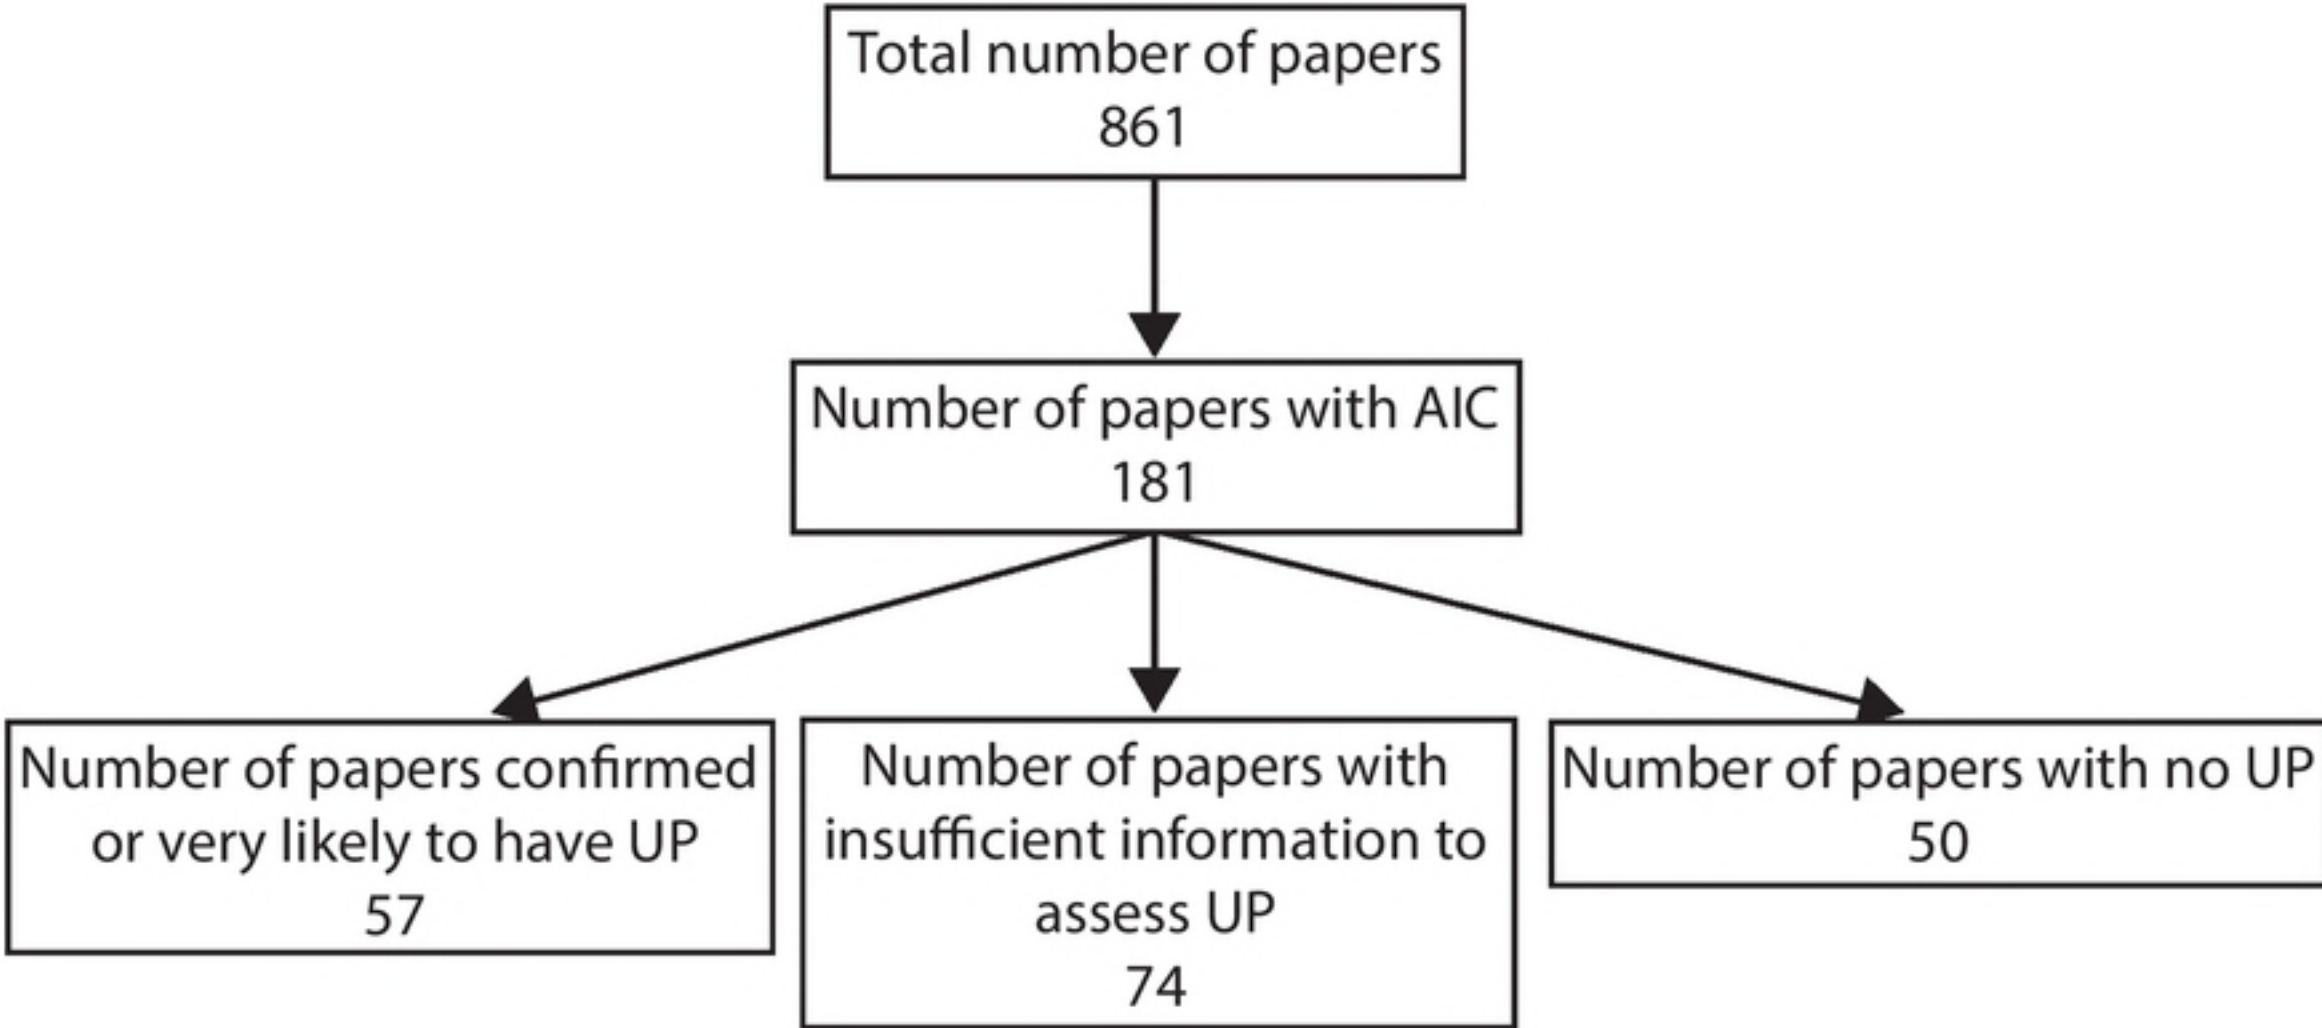 Total number of papers
861
Number of papers with AIC
181
Number of papers confirmed
or very likely to have UP
57
Number of papers with
insufficient information to
assess UP
74
Number of papers with no UP
50